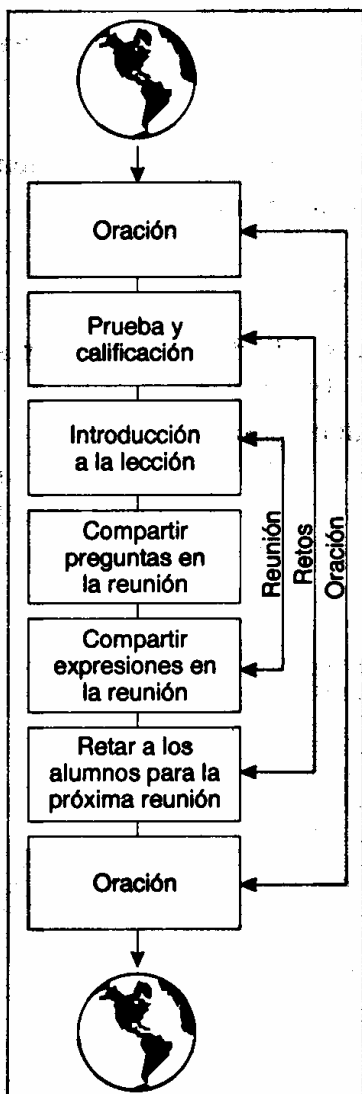 Oración
Prueba y
calificación
Introducción
a la lección
Compartir
preguntas en
la reunión
Compartir
expresiones en
la reunión
Retar a los
alumnos para la
próxima reunión
Oración
Reunión
Retos
Oración